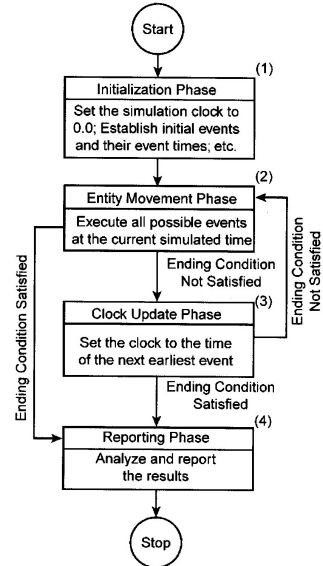 Start
(1)
Initialization Phase
Set the simulation clock to
0.0; Establish initial events
and their event times; etc.
(2)
Entity Movement Phase
Execute all possible events
at the current simulated time
Ending Condition
Not Satisfied
Ending Condition
Not Satisfied
Ending Condition Satisfied
(3)
Clock Update Phase
Set the clock to the time
of the next earliest event
Ending Condition
Satisfied
(4)
Reporting Phase
Analyze and report
the results
Stop